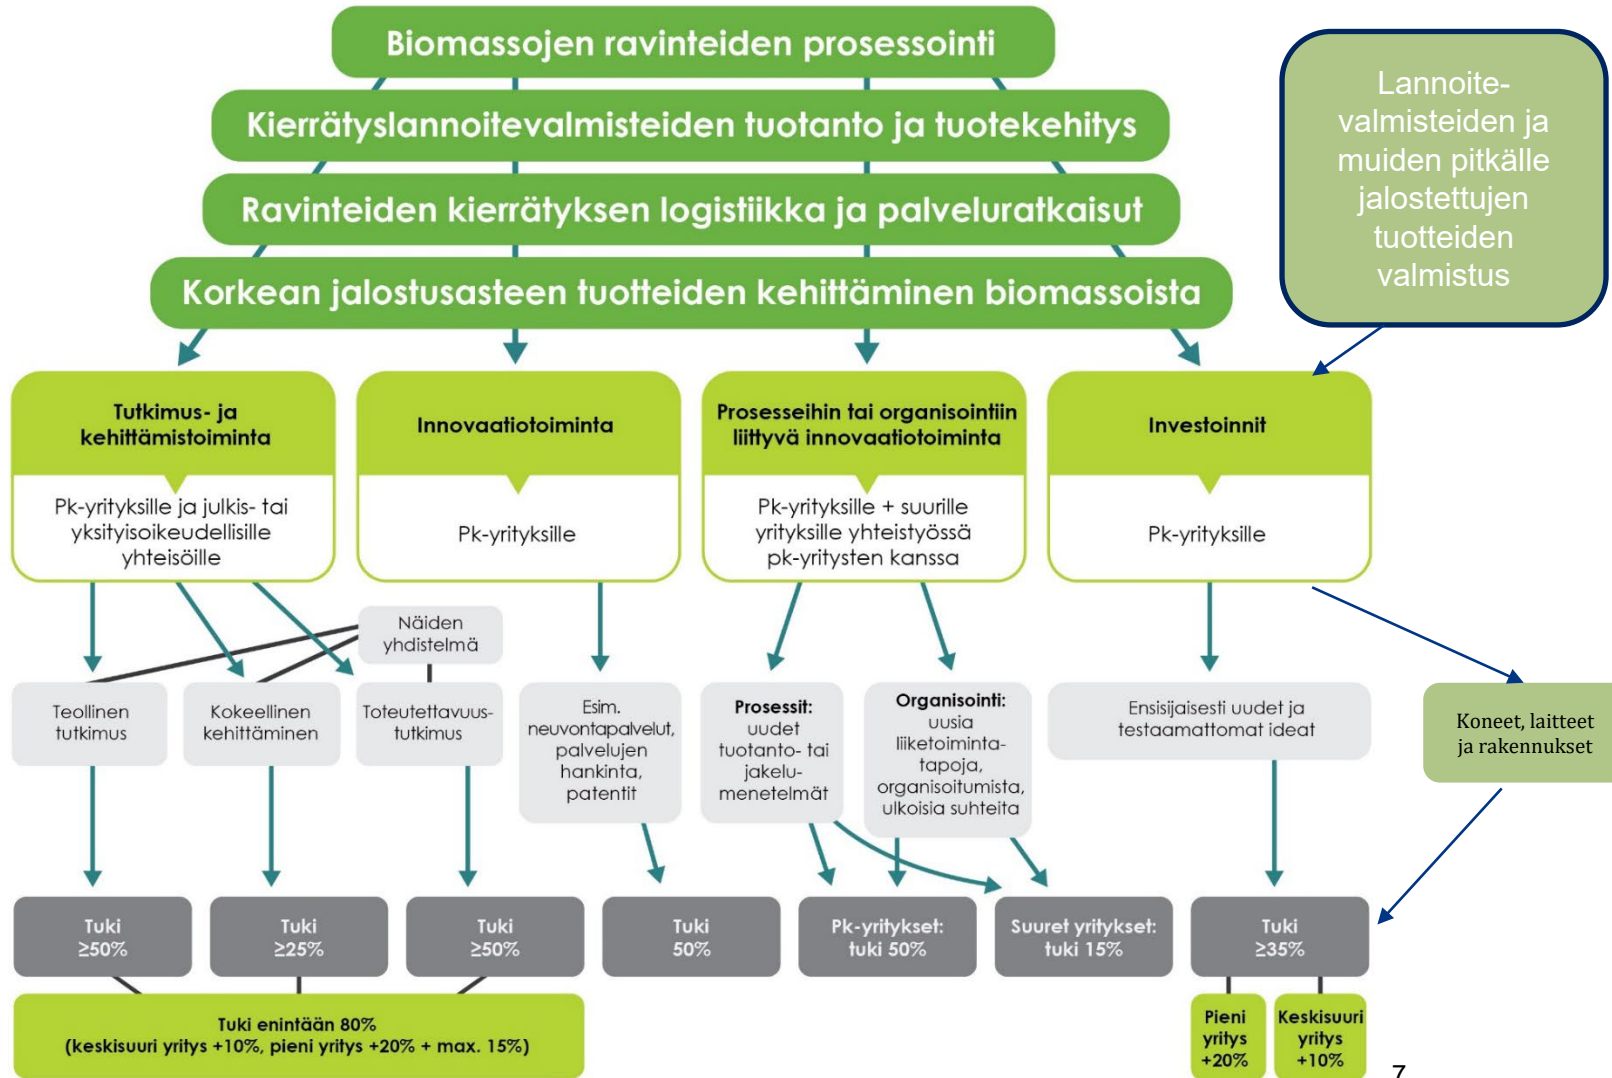 Biomassojen ravinteiden prosessointi
Kierrätyslannoitevalmisteiden tuotanto ja tuotekehitys
Ravinteiden kierrätyksen logistiikka ja palveluratkaisut
Korkean jalostusasteen tuotteiden kehittäminen biomassoista
Lannoite-
valmisteiden ja
muiden pitkälle
jalostettujen
tuotteiden
valmistus
Tutkimus- ja
kehittämistoiminta
Pk-yrityksille ja julkis- tai
yksityisoikeudellisille
yhteisöille
Innovaatiotoiminta
Pk-yrityksille
Prosesseihin tai organisointiin
liittyvä innovaatiotoiminta
Pk-yrityksille + suurille
yrityksille yhteistyössä
pk-yritysten kanssa
Investoinnit
Pk-yrityksille
Näiden
yhdistelmä
Teollinen
tutkimus
Kokeellinen
kehittäminen
Toteutettavuus-
tutkimus
Esim.
neuvontapalvelut,
palvelujen
hankinta,
patentit
Prosessit:
uudet
tuotanto- tai
jakelu-
menetelmät
Organisointi:
uusia
liiketoiminta-
tapoja,
organisoitumista,
ulkoisia suhteita
Ensisijaisesti uudet ja
testaamattomat ideat
Koneet, laitteet
ja rakennukset
Tuki
≥50%
Tuki
≥25%
Tuki
≥50%
Tuki
50%
Pk-yritykset:
tuki 50%
Suuret yritykset:
tuki 15%
Tuki
≥35%
Tuki enintään 80%
(keskisuuri yritys +10%, pieni yritys +20% + max. 15%)
Pieni
yritys
+20%
Keskisuuri
yritys
+10%
7